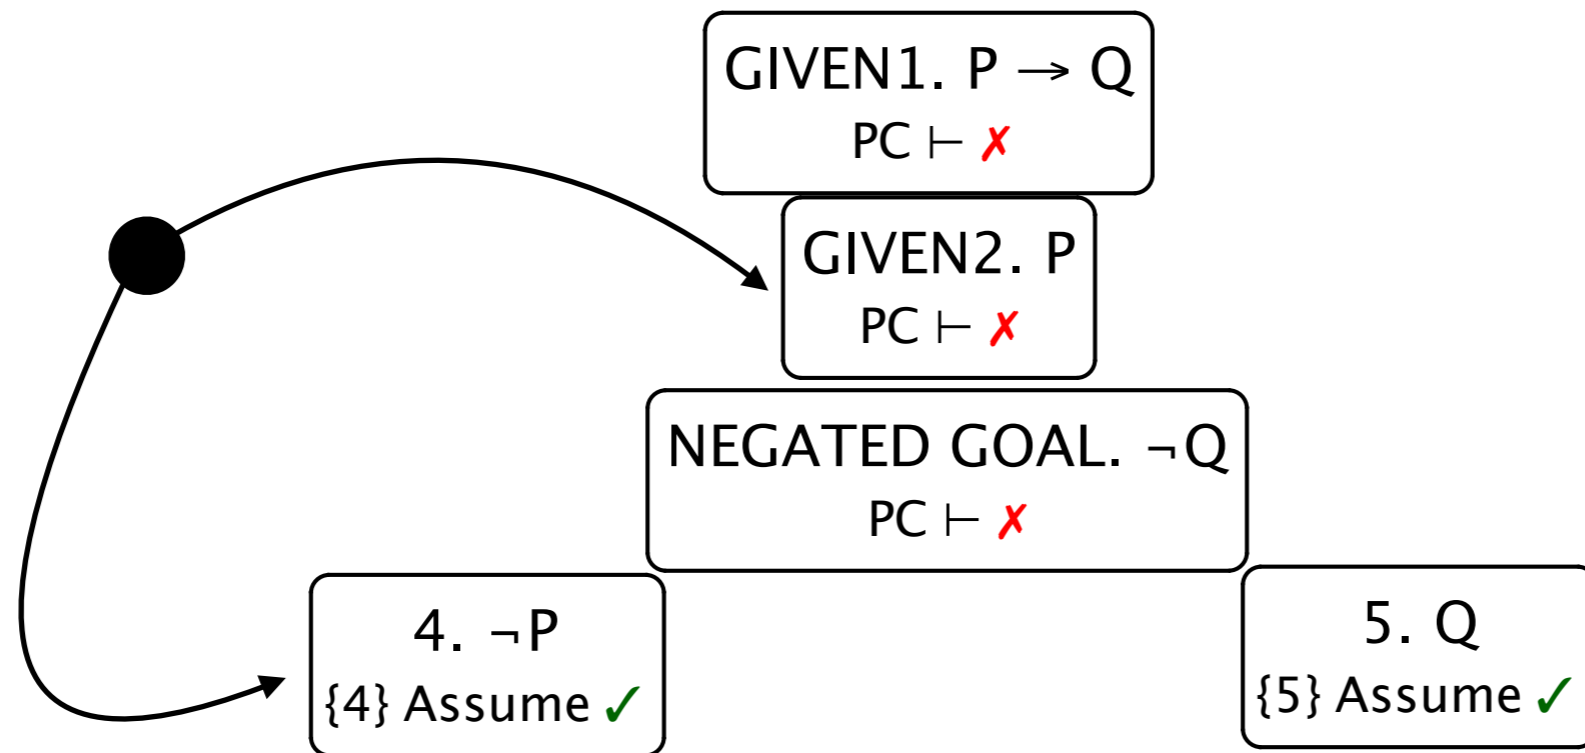 GIVEN1. P → Q
PC ⊢ ✗
GIVEN2. P
PC ⊢ ✗
NEGATED GOAL. ¬Q
PC ⊢ ✗
4. ¬P
{4} Assume ✓
5. Q
{5} Assume ✓